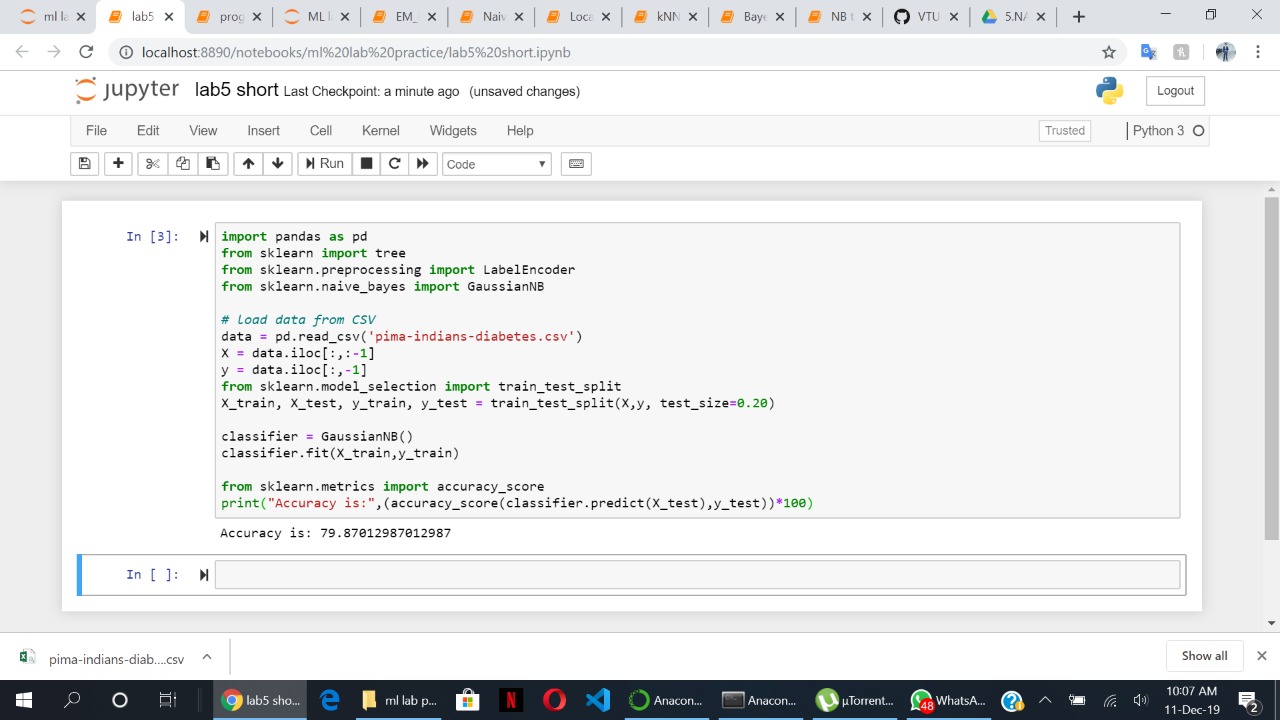 ml la
lab5
prog
ML l
EM_
Naiv
Loca
kNN
Baye
NB t
VTU
5.NA
localhost:8890/notebooks/ml%20lab%20practice/lab5%20short.ipynb
jupyter lab5 short Last Checkpoint: a minute ago (unsaved changes)
Logout
File Edit View Insert Cell Kernel Widgets Help
Trusted
Python 3
Run
Code
In [3]:
import pandas as pd
from sklearn import tree
from sklearn.preprocessing import LabelEncoder
from sklearn.naive_bayes import GaussianNB
# load data from CSV
data = pd.read_csv('pima-indians-diabetes.csv')
X = data.iloc[:,:-1]
y = data.iloc[:,-1]
from sklearn.model_selection import train_test_split
X_train, X_test, y_train, y_test = train_test_split(X,y, test_size=0.20)
classifier = GaussianNB()
classifier.fit(X_train,y_train)
from sklearn.metrics import accuracy_score
print("Accuracy is:",(accuracy_score(classifier.predict(X_test),y_test))*100)
Accuracy is: 79.87012987012987
In [ ]:
pima-indians-diab....csv
Show all
lab5 sho...
ml lab p...
Anacon...
Anacon...
µTorrent...
48
WhatsA...
10:07 AM
11-Dec-19
2